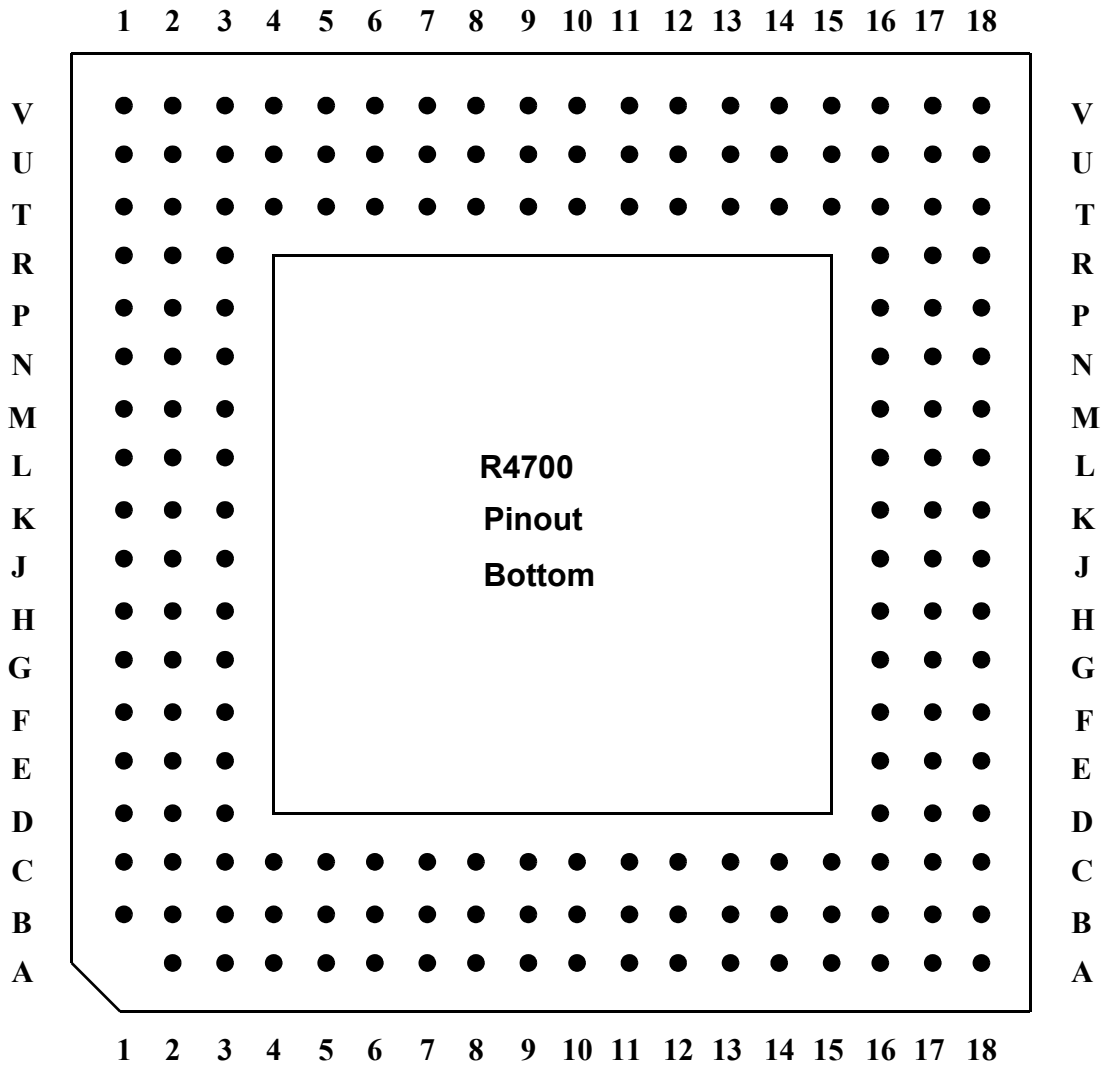 1 2 3 4 5 6 7 8 9 10 11 12 13 14 15 16 17 18
V V
U U
T T
R R
P P
N N
M M
L R4700 L
K Pinout K
J Bottom J
H H
G G
F F
E E
D D
C C
B B
A A
1 2 3 4 5 6 7 8 9 10 11 12 13 14 15 16 17 18